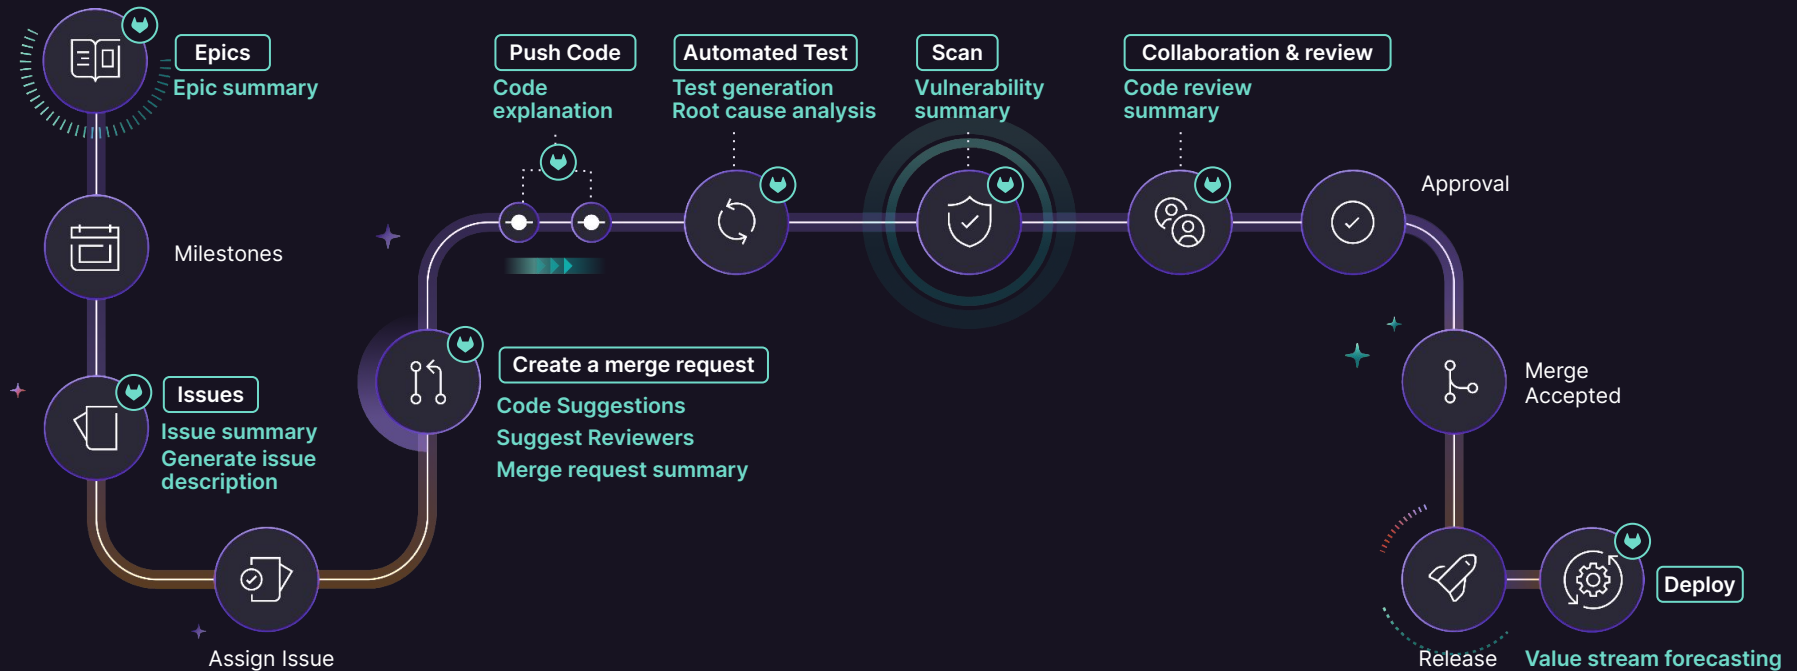 Epics
Epic summary
Milestones
Issues
Issue summary
Generate issue
description
Assign Issue
Create a merge request
Code Suggestions
Suggest Reviewers
Merge request summary
Push Code
Code
explanation
Automated Test
Test generation
Root cause analysis
Scan
Vulnerability
summary
Collaboration & review
Code review
summary
Approval
Merge
Accepted
Release
Deploy
Value stream forecasting